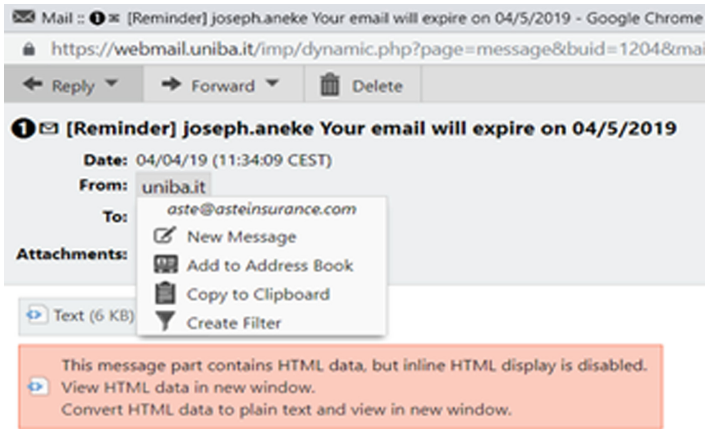 Mail :: ❶ ✉ [Reminder] joseph.aneke Your email will expire on 04/5/2019 - Google Chrome
https://webmail.uniba.it/imp/dynamic.php?page=message&buid=1204&mai
Reply Forward Delete
❶ ✉ [Reminder] joseph.aneke Your email will expire on 04/5/2019
Date: 04/04/19 (11:34:09 CEST)
From: uniba.it
To: aste@asteinsurance.com
New Message
Attachments: Add to Address Book
Copy to Clipboard
Text (6 KB) Create Filter
This message part contains HTML data, but inline HTML display is disabled.
View HTML data in new window.
Convert HTML data to plain text and view in new window.